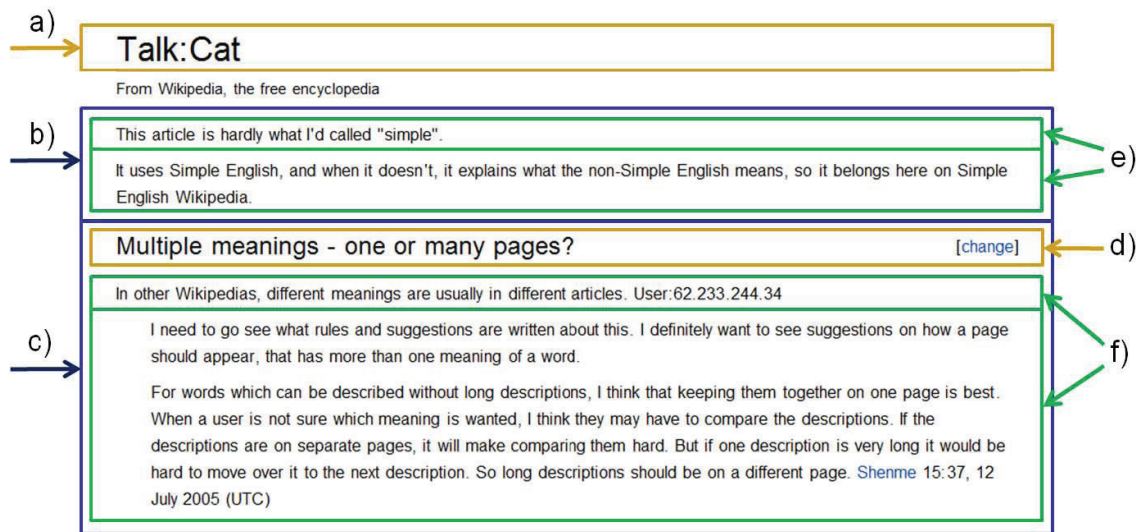 a)
Talk:Cat
From Wikipedia, the free encyclopedia
b)
This article is hardly what I'd called "simple".
e)
It uses Simple English, and when it doesn't, it explains what the non-Simple English means, so it belongs here on Simple
English Wikipedia.
Multiple meanings - one or many pages? [change]
d)
In other Wikipedias, different meanings are usually in different articles. User:62.233.244.34
c)
I need to go see what rules and suggestions are written about this. I definitely want to see suggestions on how a page
should appear, that has more than one meaning of a word.
f)
For words which can be described without long descriptions, I think that keeping them together on one page is best.
When a user is not sure which meaning is wanted, I think they may have to compare the descriptions. If the
descriptions are on separate pages, it will make comparing them hard. But if one description is very long it would be
hard to move over it to the next description. So long descriptions should be on a different page. Shenme 15:37, 12
July 2005 (UTC)